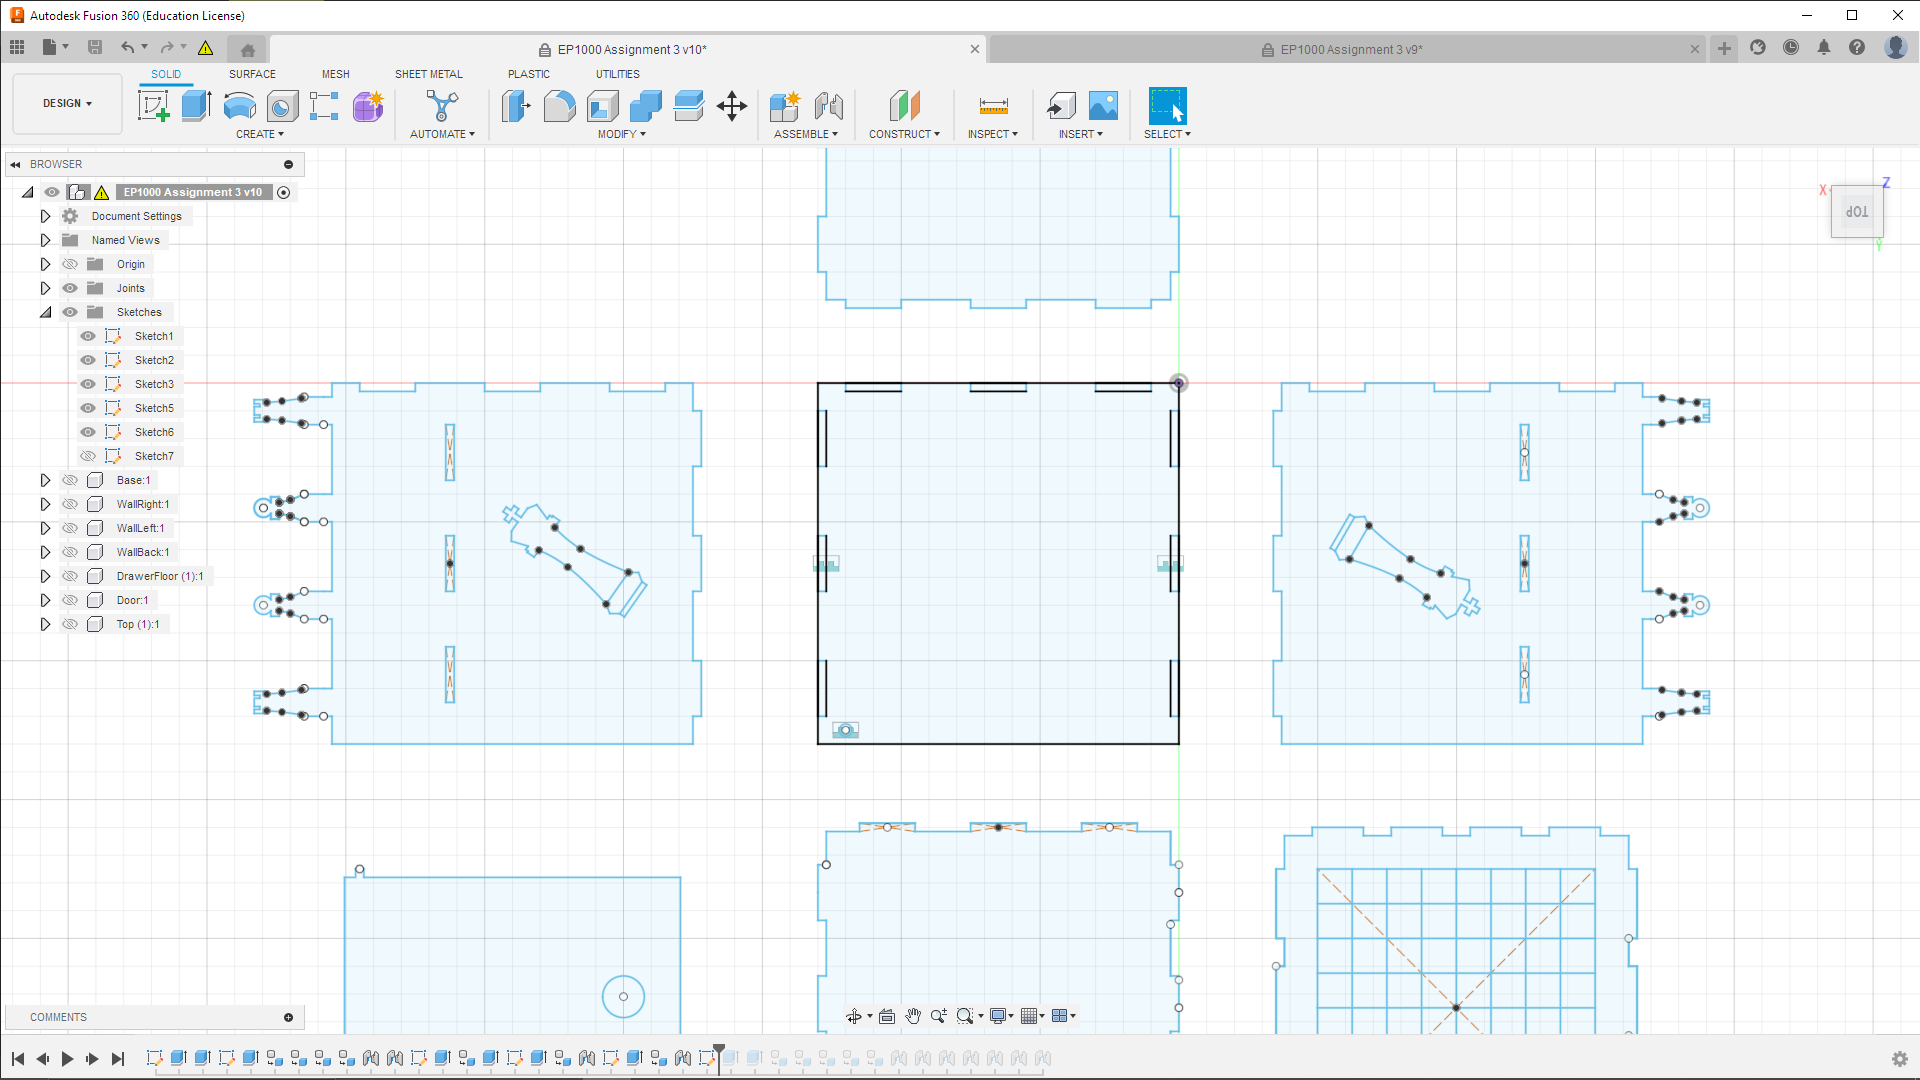 Autodesk Fusion 360 (Education License)
EP1000 Assignment 3 v10*
EP1000 Assignment 3 v9*
SOLID SURFACE MESH SHEET METAL PLASTIC UTILITIES
DESIGN
CREATE AUTOMATE MODIFY ASSEMBLE CONSTRUCT INSPECT INSERT SELECT
BROWSER
EP1000 Assignment 3 v10
Document Settings
Named Views
Origin
Joints
Sketches
Sketch1
Sketch2
Sketch3
Sketch5
Sketch6
Sketch7
Base:1
WallRight:1
WallLeft:1
WallBack:1
DrawerFloor (1):1
Door:1
Top (1):1
X
Z
TOP
Y
COMMENTS